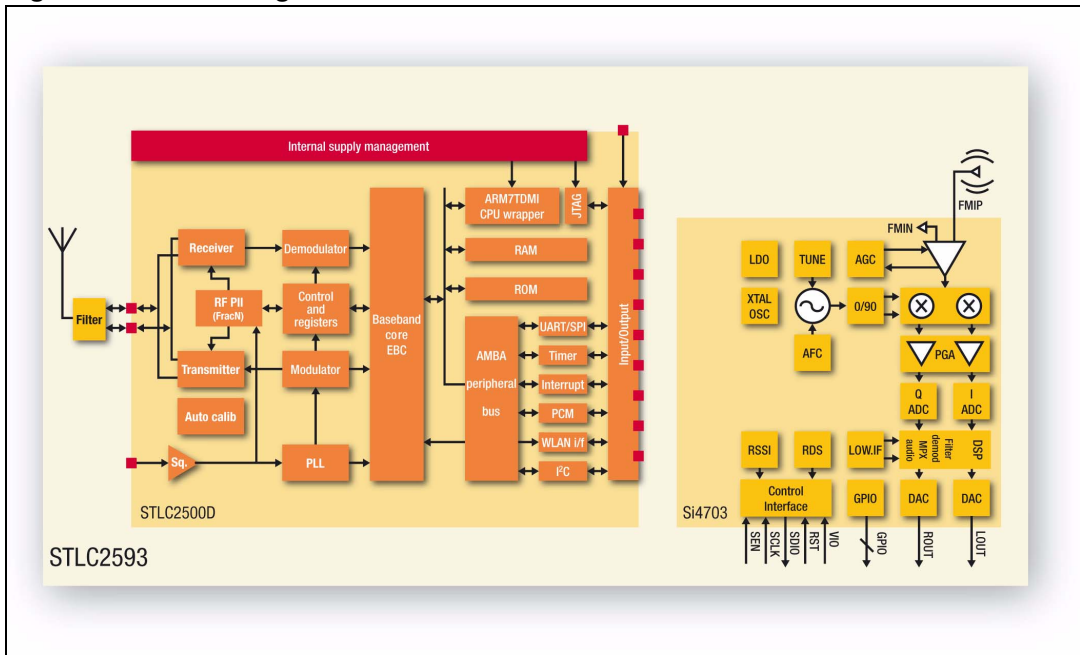 Internal supply management
ARM7TDMI
CPU wrapper
JTAG
Receiver
Demodulator
RAM
RF Pll
(FracN)
Control
and
registers
ROM
Filter
Baseband
core
EBC
Input/Output
AMBA
peripheral
bus
UART/SPI
Timer
Interrupt
PCM
WLAN i/f
I²C
Transmitter
Modulator
Auto calib
Sq.
PLL
STLC2500D
STLC2593
FMIP
FMIN
LDO
TUNE
AGC
XTAL
OSC
0/90
AFC
PGA
Q
ADC
I
ADC
RSSI
RDS
LOW.IF
Filter
demod
MPX
audio
DSP
Control
Interface
GPIO
DAC
DAC
Si4703
SEN
SCLK
SDIO
RST
VIO
GPIO
ROUT
LOUT